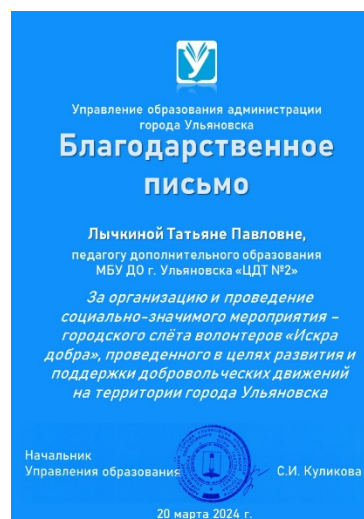 Управление образования администрации
города Ульяновска
Благодарственное
письмо
Лычкиной Татьяне Павловне,
педагогу дополнительного образования
МБУ ДО г. Ульяновска «ЦДТ №2»
За организацию и проведение
социально-значимого мероприятия –
городского слёта волонтеров «Искра
добра», проведенного в целях развития и
поддержки добровольческих движений
на территории города Ульяновска
Начальник
Управления образования С.И. Куликова
20 марта 2024 г.